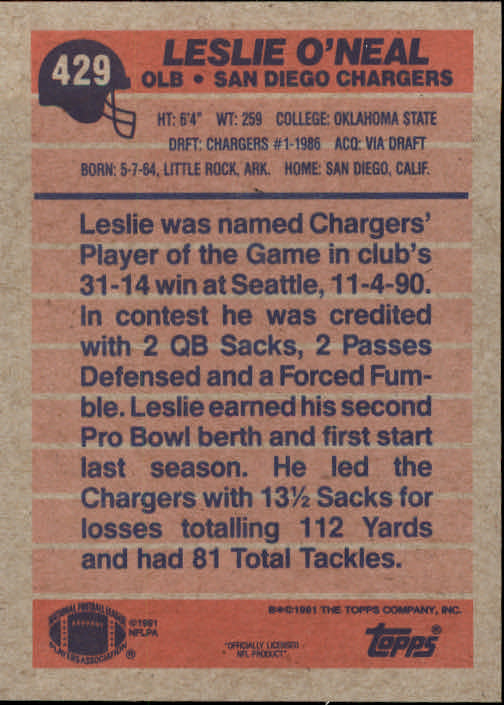 429
LESLIE O'NEAL
OLB • SAN DIEGO CHARGERS
HT: 6'4" WT: 259 COLLEGE: OKLAHOMA STATE
DRFT: CHARGERS #1-1986 ACQ: VIA DRAFT
BORN: 5-7-64, LITTLE ROCK, ARK. HOME: SAN DIEGO, CALIF.
Leslie was named Chargers'
Player of the Game in club's
31-14 win at Seattle, 11-4-90.
In contest he was credited
with 2 QB Sacks, 2 Passes
Defensed and a Forced Fum-
ble. Leslie earned his second
Pro Bowl berth and first start
last season. He led the
Chargers with 13½ Sacks for
losses totalling 112 Yards
and had 81 Total Tackles.
NATIONAL FOOTBALL LEAGUE
PLAYERS ASSOCIATION
®
©1991
NFLPA
"OFFICIALLY LICENSED
NFL PRODUCT"
B*©1991 THE TOPPS COMPANY, INC.
Topps®